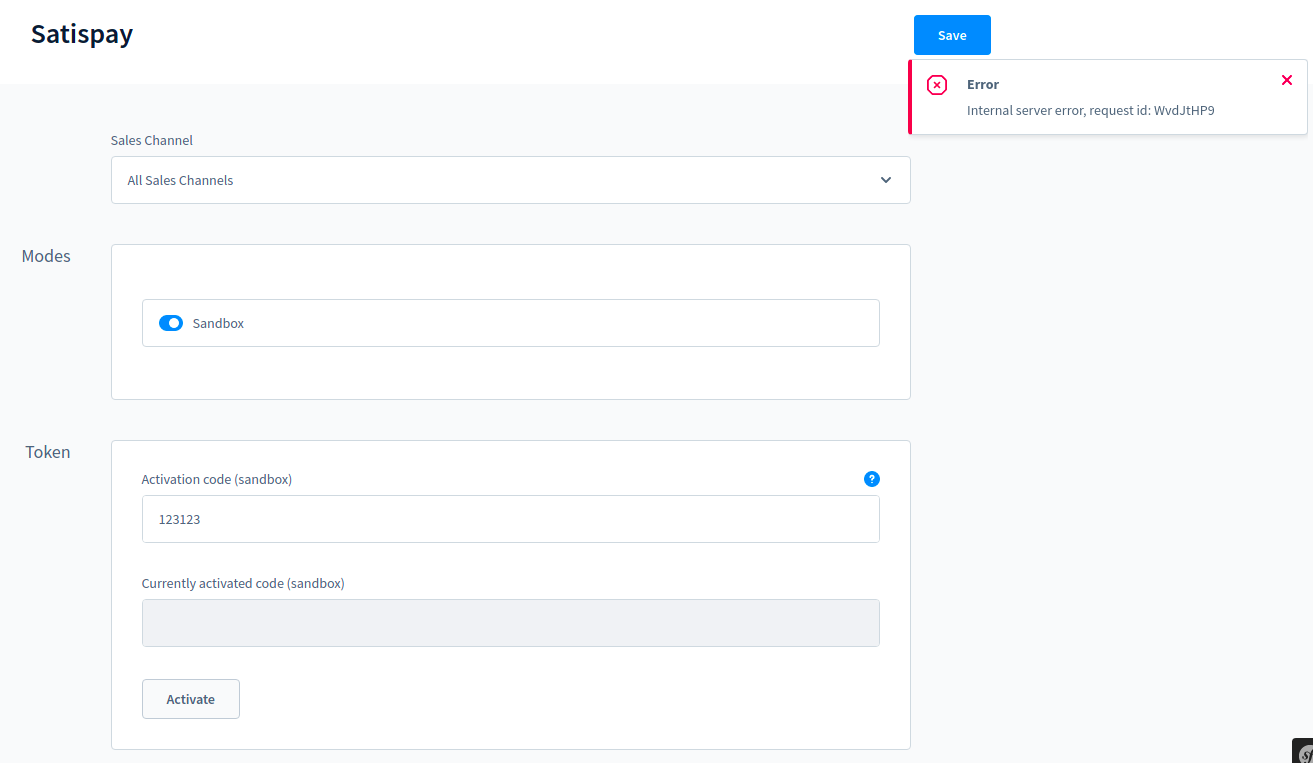 Satispay
Save
Error
Internal server error, request id: WvdJtHP9
Sales Channel
All Sales Channels
Modes
Sandbox
Token
Activation code (sandbox)
?
123123
Currently activated code (sandbox)
Activate
sf